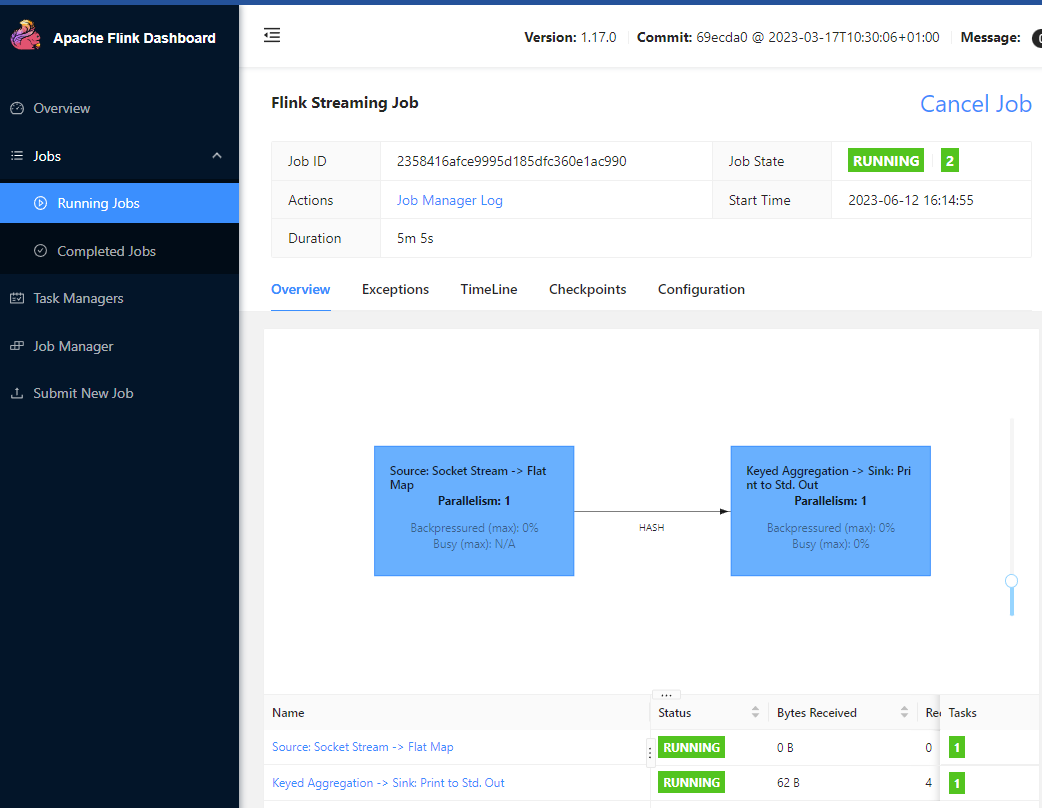 Apache Flink Dashboard
Version: 1.17.0 Commit: 69ecda0 @ 2023-03-17T10:30:06+01:00 Message:
Overview
Jobs
Running Jobs
Completed Jobs
Task Managers
Job Manager
Submit New Job
Flink Streaming Job
Cancel Job
Job ID 2358416afce9995d185dfc360e1ac990 Job State RUNNING 2
Actions Job Manager Log Start Time 2023-06-12 16:14:55
Duration 5m 5s
Overview Exceptions TimeLine Checkpoints Configuration
Source: Socket Stream -> Flat
Map
Parallelism: 1
Backpressured (max): 0%
Busy (max): N/A
HASH
Keyed Aggregation -> Sink: Pri
nt to Std. Out
Parallelism: 1
Backpressured (max): 0%
Busy (max): 0%
Name Status Bytes Received Rec Tasks
Source: Socket Stream -> Flat Map RUNNING 0 B 0 1
Keyed Aggregation -> Sink: Print to Std. Out RUNNING 62 B 4 1